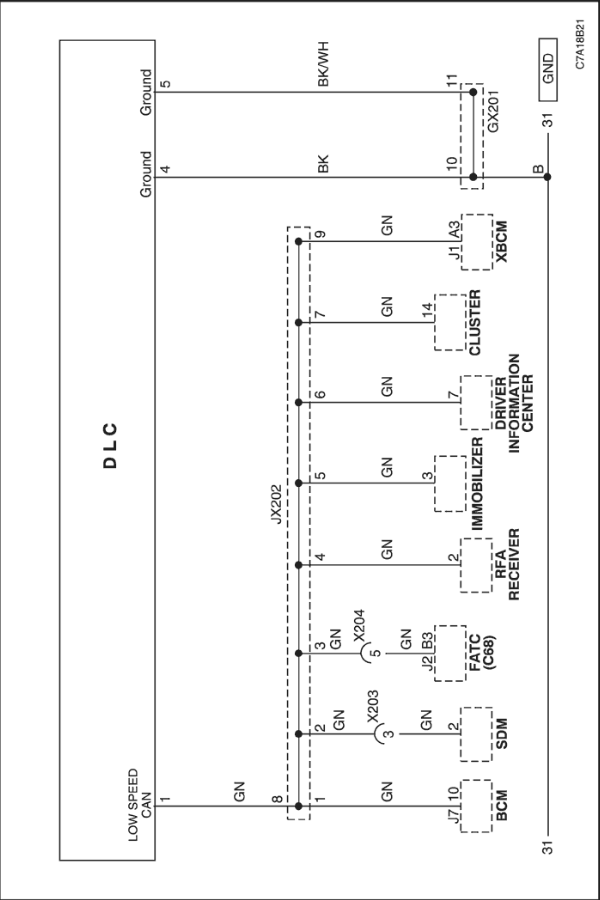 DLC
LOW SPEED
CAN
Ground
Ground
1
4
5
GN
BK
BK/WH
8
JX202
1
2
3
4
5
6
7
9
10
11
GX201
GN
GN
GN
GN
GN
GN
GN
GN
X203
3
X204
5
GN
GN
J7
10
2
J2
B3
2
3
7
14
J1
A3
BCM
SDM
FATC
(C68)
RFA
RECEIVER
IMMOBILIZER
DRIVER
INFORMATION
CENTER
CLUSTER
XBCM
B
31
31
GND
C7A18B21